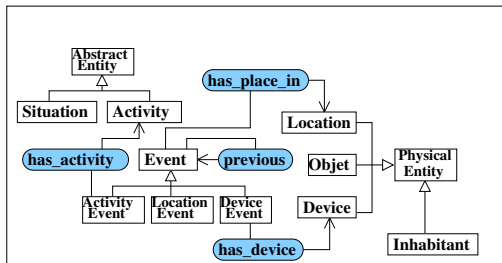 Abstract
Entity
has_place_in
Situation
Activity
Location
has_activity
Event
previous
Objet
Physical
Entity
Activity
Event
Location
Event
Device
Event
Device
has_device
Inhabitant